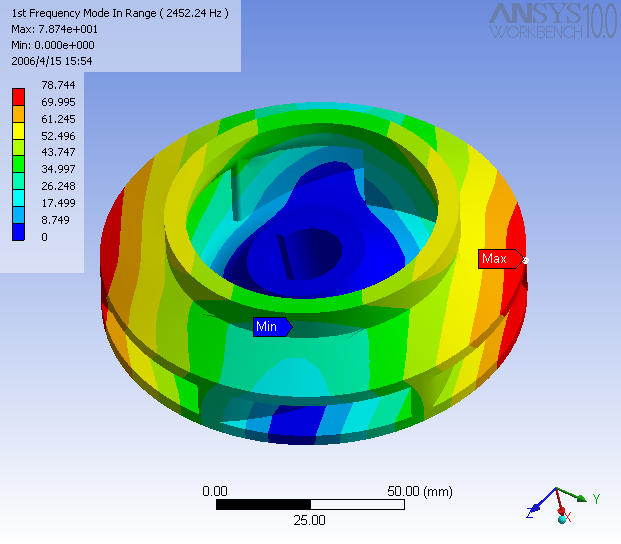 1st Frequency Mode In Range ( 2452.24 Hz )
Max: 7.874e+001
Min: 0.000e+000
2006/4/15 15:54
ANSYS 10.0
WORKBENCH
78.744
69.995
61.245
52.496
43.747
34.997
26.248
17.499
8.749
0
Max
Min
0.00 50.00 (mm)
25.00
Z X Y